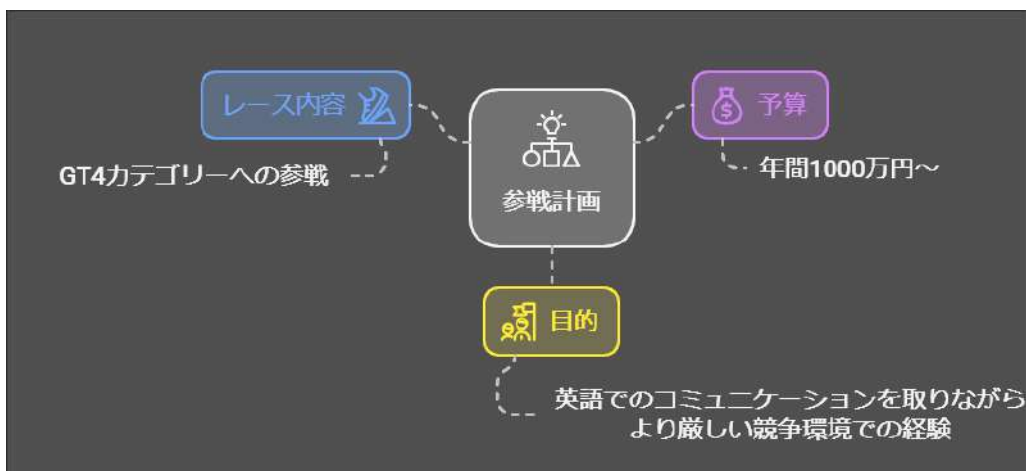 レース内容
GT4カテゴリーへの参戦
参戦計画
予算
年間1000万円～
目的
英語でのコミュニケーションを取りながら
より厳しい競争環境での経験